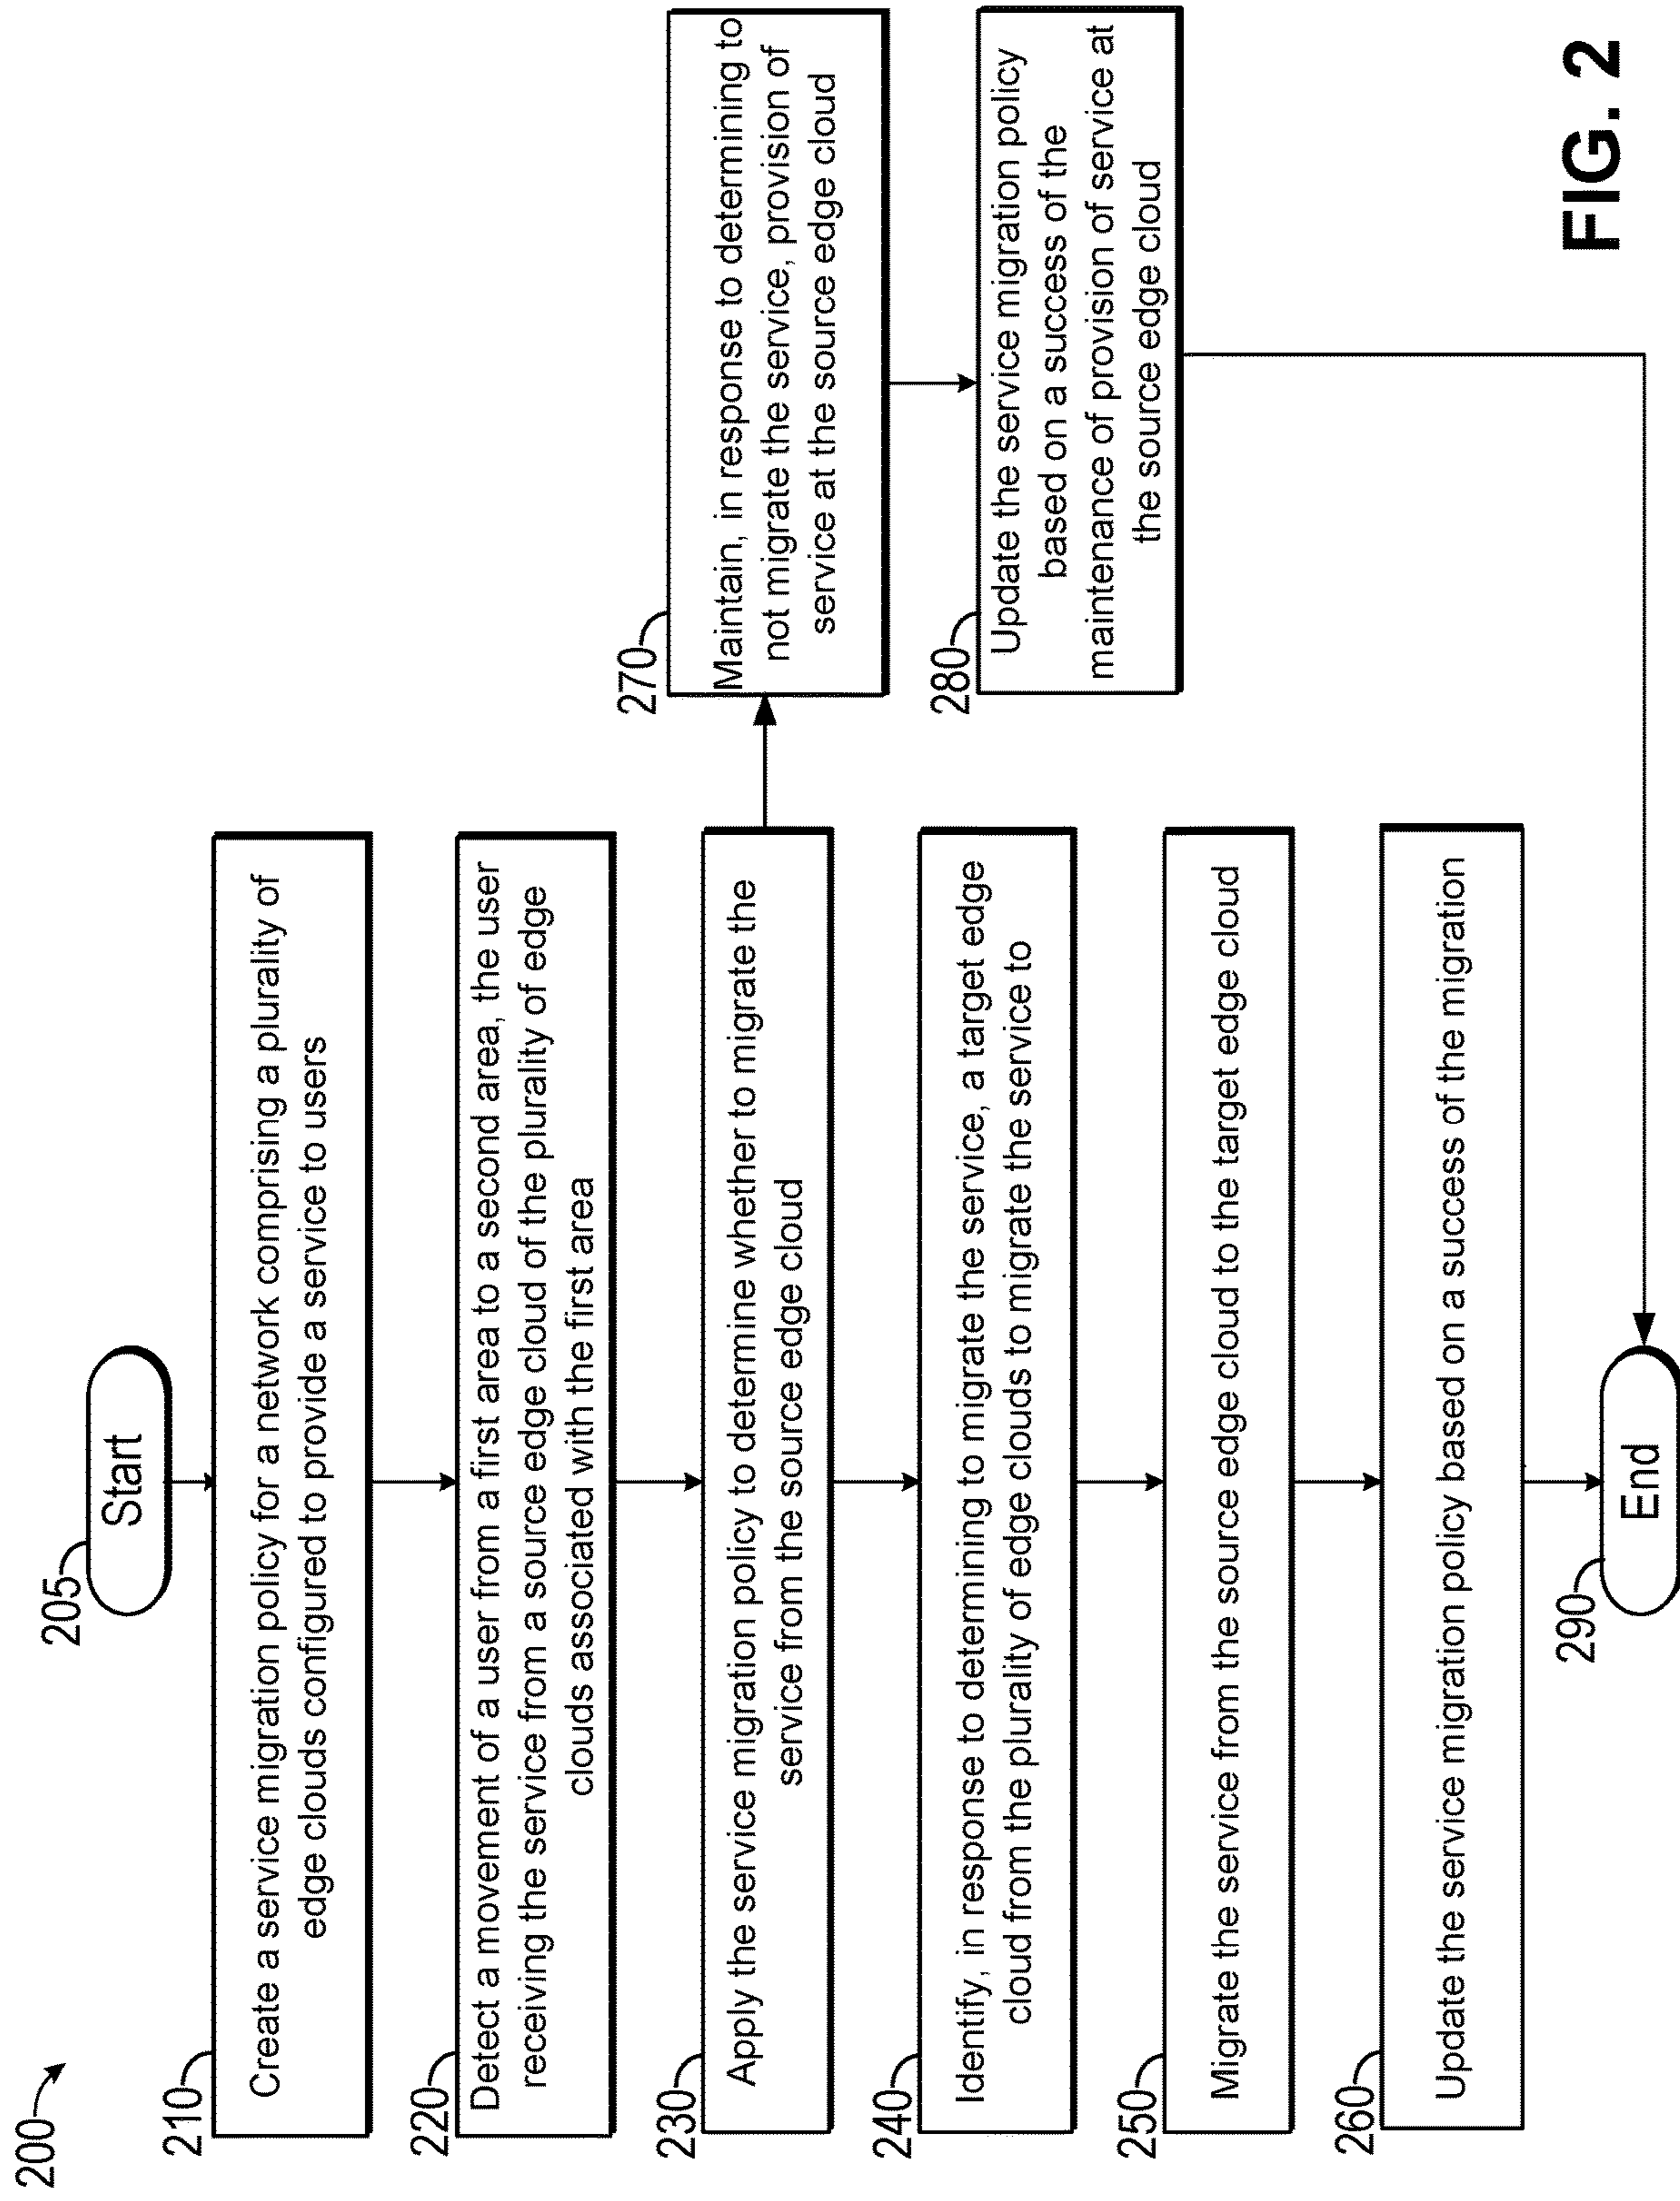 200
205
Start
210
Create a service migration policy for a network comprising a plurality of
edge clouds configured to provide a service to users
220
Detect a movement of a user from a first area to a second area, the user
receiving the service from a source edge cloud of the plurality of edge
clouds associated with the first area
230
Apply the service migration policy to determine whether to migrate the
service from the source edge cloud
240
Identify, in response to determining to migrate the service, a target edge
cloud from the plurality of edge clouds to migrate the service to
250
Migrate the service from the source edge cloud to the target edge cloud
260
Update the service migration policy based on a success of the migration
270
Maintain, in response to determining to
not migrate the service, provision of
service at the source edge cloud
280
Update the service migration policy
based on a success of the
maintenance of provision of service at
the source edge cloud
290
End
FIG. 2